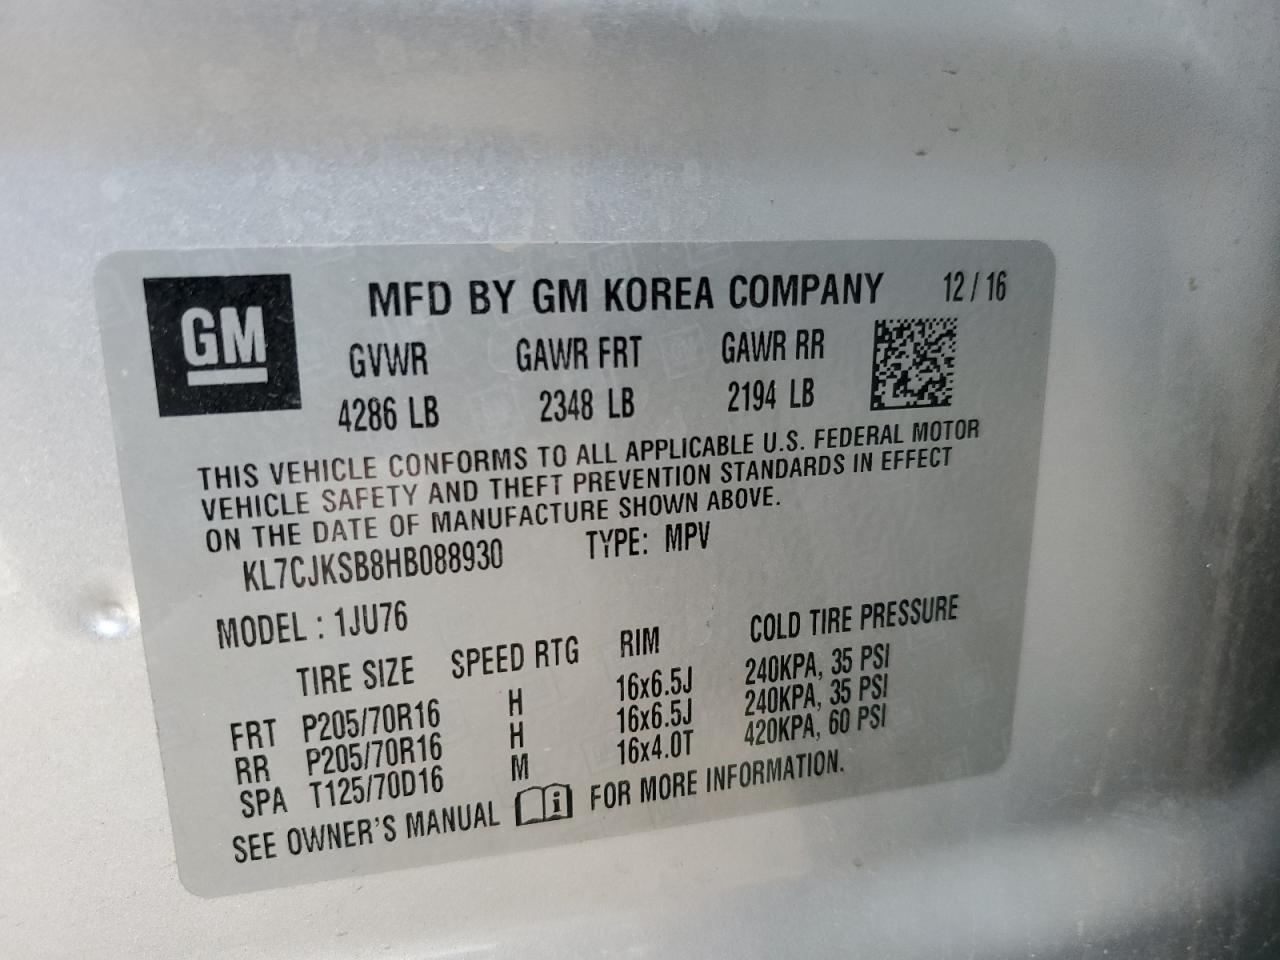 GM
MFD BY GM KOREA COMPANY 12 / 16
GVWR GAWR FRT GAWR RR
4286 LB 2348 LB 2194 LB
THIS VEHICLE CONFORMS TO ALL APPLICABLE U.S. FEDERAL MOTOR
VEHICLE SAFETY AND THEFT PREVENTION STANDARDS IN EFFECT
ON THE DATE OF MANUFACTURE SHOWN ABOVE.
KL7CJKSB8HB088930 TYPE: MPV
MODEL : 1JU76
TIRE SIZE SPEED RTG RIM COLD TIRE PRESSURE
FRT P205/70R16 H 16x6.5J 240KPA, 35 PSI
RR P205/70R16 H 16x6.5J 240KPA, 35 PSI
SPA T125/70D16 M 16x4.0T 420KPA, 60 PSI
SEE OWNER'S MANUAL i FOR MORE INFORMATION.